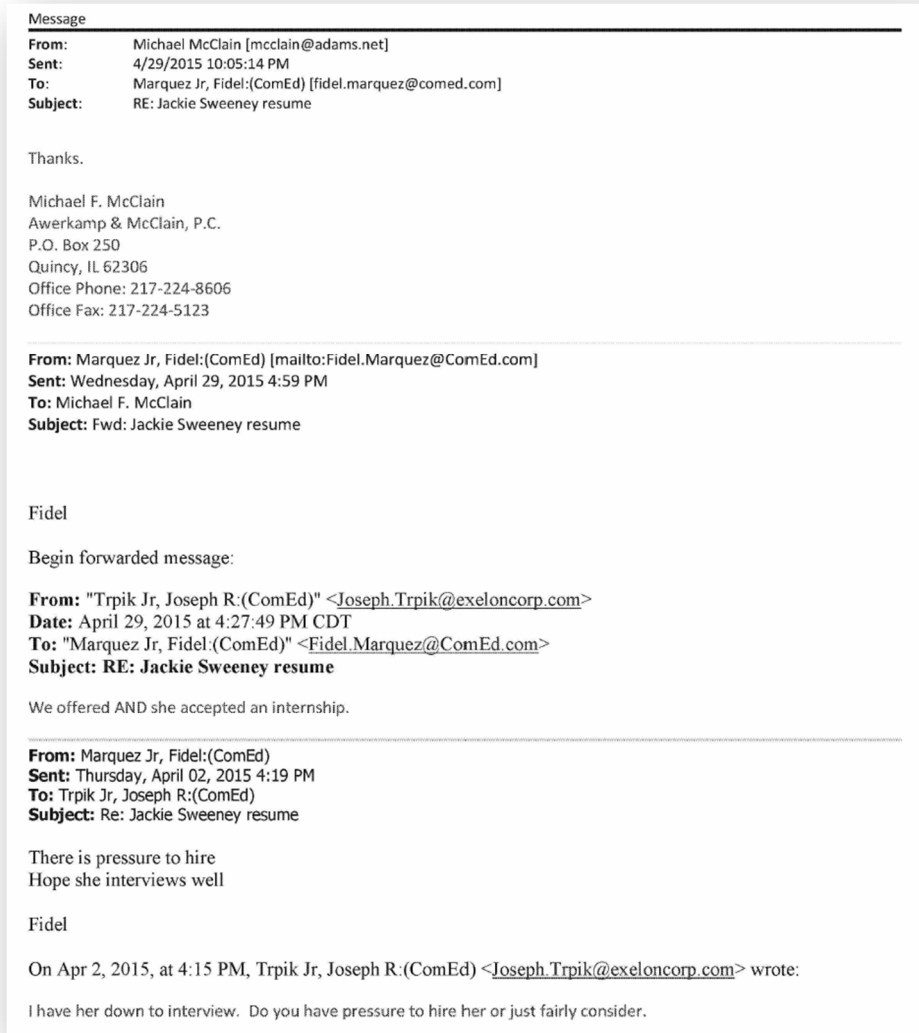 Message
From: Michael McClain [mcclain@adams.net]
Sent: 4/29/2015 10:05:14 PM
To: Marquez Jr, Fidel:(ComEd) [fidel.marquez@comed.com]
Subject: RE: Jackie Sweeney resume
Thanks.
Michael F. McClain
Awerkamp & McClain, P.C.
P.O. Box 250
Quincy, IL 62306
Office Phone: 217-224-8606
Office Fax: 217-224-5123
From: Marquez Jr, Fidel:(ComEd) [mailto:Fidel.Marquez@ComEd.com]
Sent: Wednesday, April 29, 2015 4:59 PM
To: Michael F. McClain
Subject: Fwd: Jackie Sweeney resume
Fidel
Begin forwarded message:
From: "Trpik Jr, Joseph R:(ComEd)" <Joseph.Trpik@exeloncorp.com>
Date: April 29, 2015 at 4:27:49 PM CDT
To: "Marquez Jr, Fidel:(ComEd)" <Fidel.Marquez@ComEd.com>
Subject: RE: Jackie Sweeney resume
We offered AND she accepted an internship.
From: Marquez Jr, Fidel:(ComEd)
Sent: Thursday, April 02, 2015 4:19 PM
To: Trpik Jr, Joseph R:(ComEd)
Subject: Re: Jackie Sweeney resume
There is pressure to hire
Hope she interviews well
Fidel
On Apr 2, 2015, at 4:15 PM, Trpik Jr, Joseph R:(ComEd) <Joseph.Trpik@exeloncorp.com> wrote:
I have her down to interview. Do you have pressure to hire her or just fairly consider.